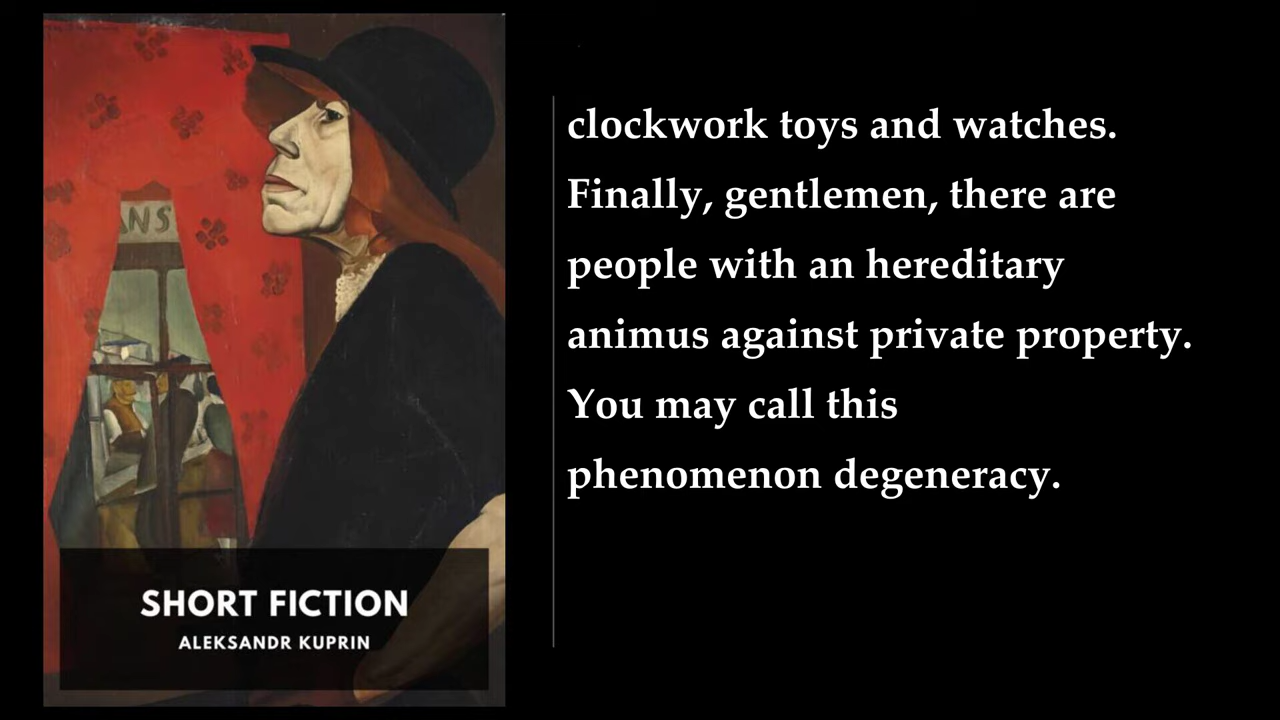 ANS
SHORT FICTION
ALEKSANDR KUPRIN
clockwork toys and watches.
Finally, gentlemen, there are
people with an hereditary
animus against private property.
You may call this
phenomenon degeneracy.